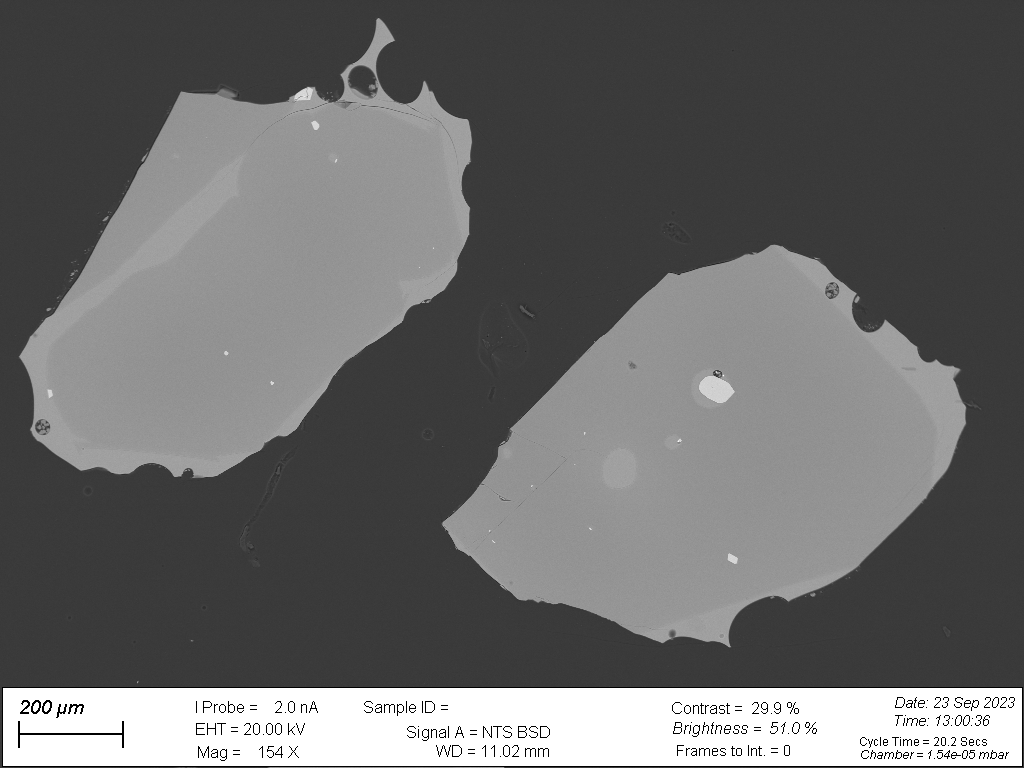 200 µm
I Probe = 2.0 nA
EHT = 20.00 kV
Mag = 154 X
Sample ID =
Signal A = NTS BSD
WD = 11.02 mm
Contrast = 29.9 %
Brightness = 51.0 %
Frames to Int. = 0
Date: 23 Sep 2023
Time: 13:00:36
Cycle Time = 20.2 Secs
Chamber = 1.54e-05 mbar